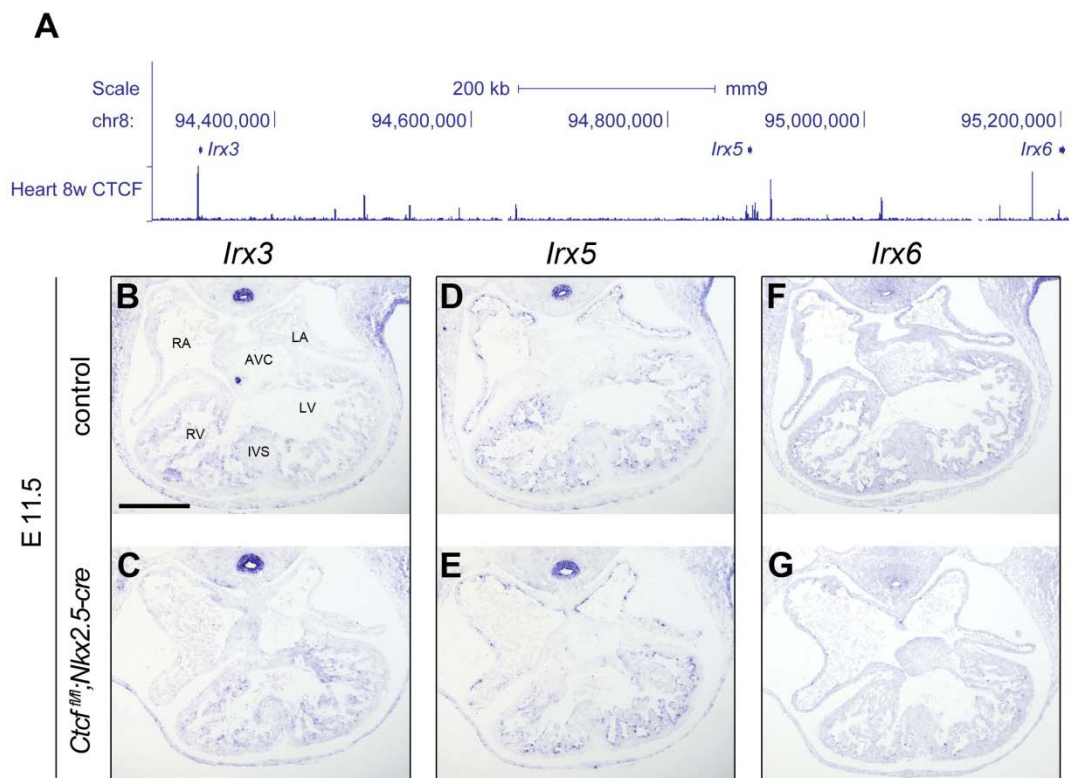 A
Scale 200 kb mm9
chr8: 94,400,000 94,600,000 94,800,000 95,000,000 95,200,000
Irx3 Irx5 Irx6
Heart 8w CTCF
Irx3 Irx5 Irx6
B D F
RA LA
AVC
LV
RV
IVS
control
C E G
E 11.5
Ctcf fl/fl;Nkx2.5-cre